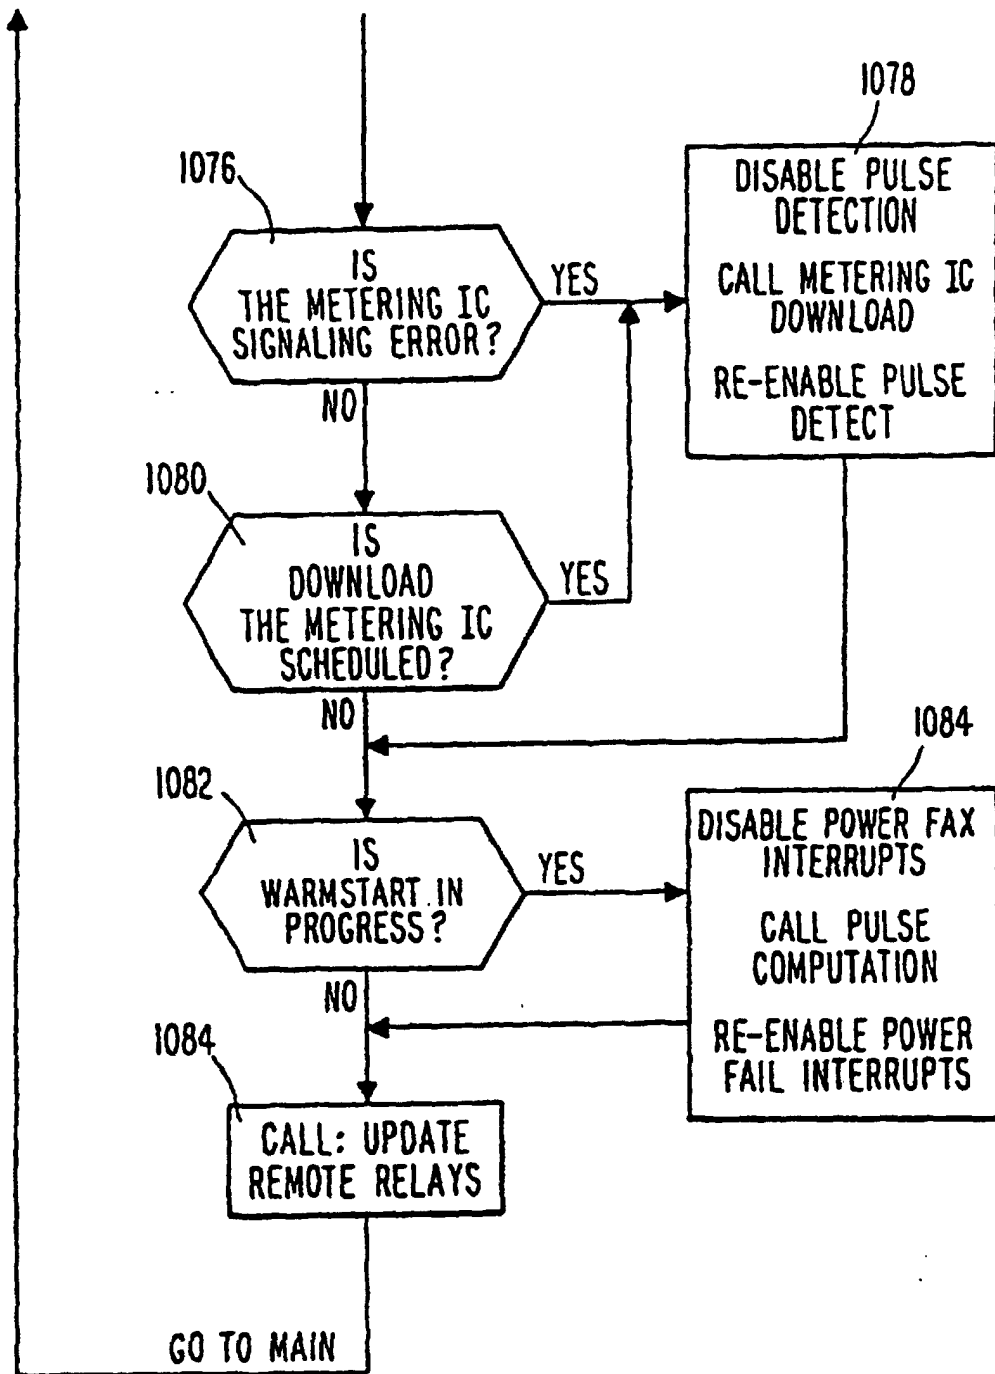 1076
IS
THE METERING IC
SIGNALING ERROR?
YES
NO
1078
DISABLE PULSE
DETECTION
CALL METERING IC
DOWNLOAD
RE-ENABLE PULSE
DETECT
1080
IS
DOWNLOAD
THE METERING IC
SCHEDULED?
YES
NO
1082
IS
WARMSTART IN
PROGRESS?
YES
NO
1084
DISABLE POWER FAX
INTERRUPTS
CALL PULSE
COMPUTATION
RE-ENABLE POWER
FAIL INTERRUPTS
1084
CALL: UPDATE
REMOTE RELAYS
GO TO MAIN